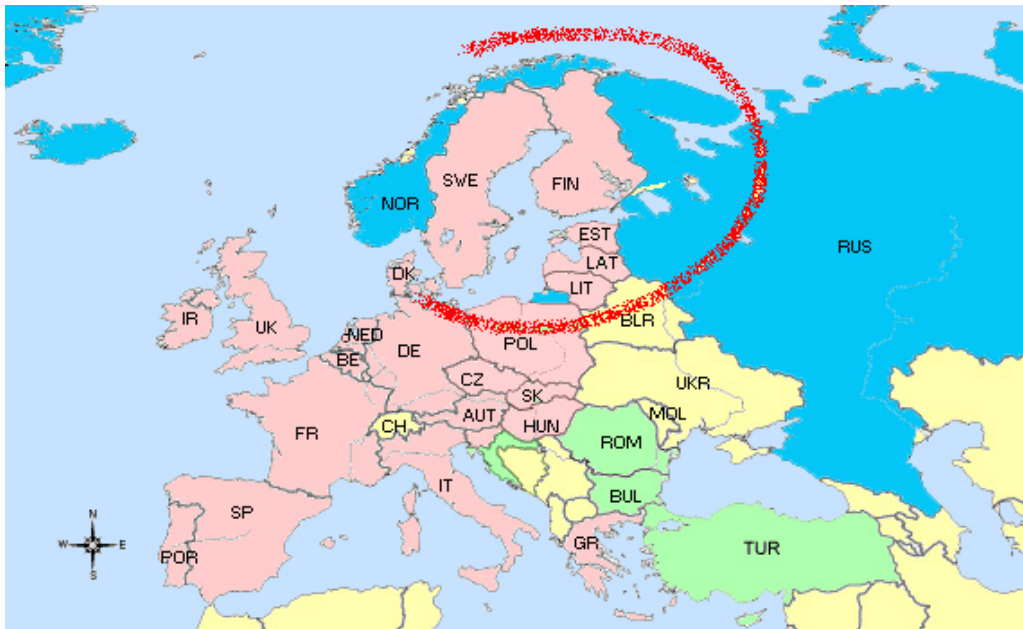 SWE
FIN
NOR
EST
RUS
LAT
DK
LIT
IR
UK
NED
BLR
BE
DE
POL
CZ
UKR
SK
AUT
MOL
CH
HUN
FR
ROM
IT
BUL
SP
N
W
E
S
GR
TUR
POR